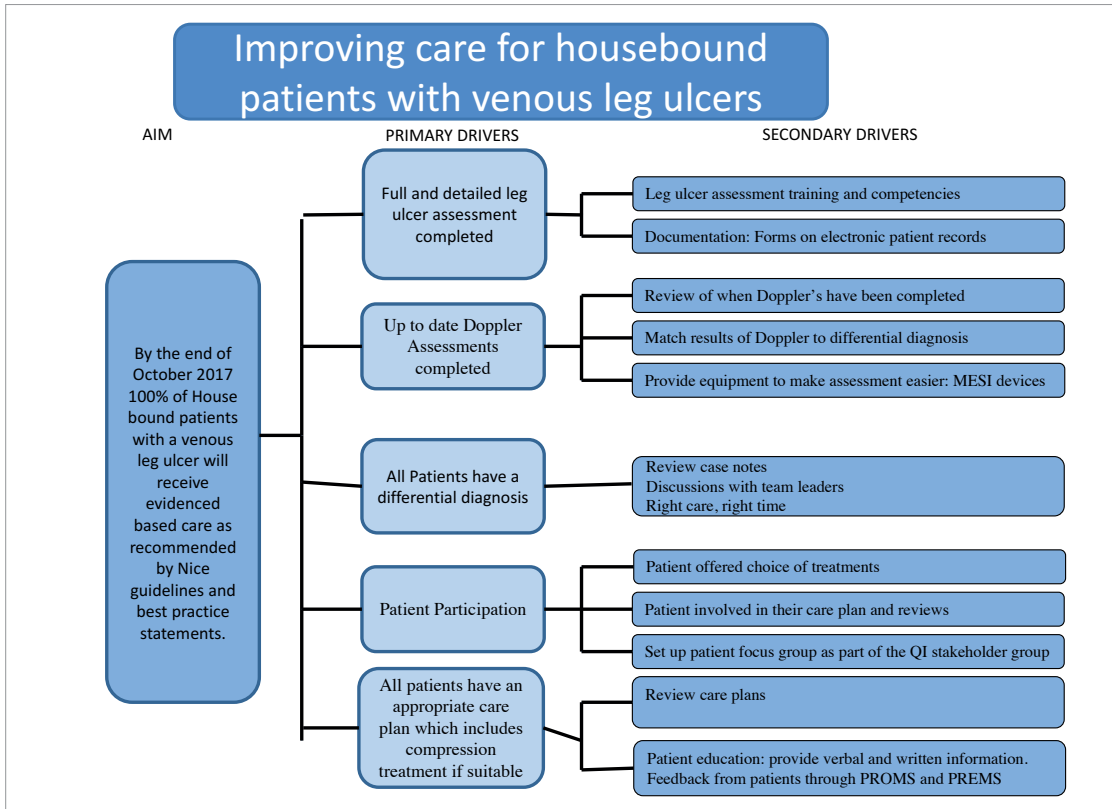 Improving care for housebound
patients with venous leg ulcers
AIM
PRIMARY DRIVERS
SECONDARY DRIVERS
By the end of
October 2017
100% of House
bound patients
with a venous
leg ulcer will
receive
evidenced
based care as
recommended
by Nice
guidelines and
best practice
statements.
Full and detailed leg
ulcer assessment
completed
Leg ulcer assessment training and competencies
Documentation: Forms on electronic patient records
Up to date Doppler
Assessments
completed
Review of when Doppler's have been completed
Match results of Doppler to differential diagnosis
Provide equipment to make assessment easier: MESI devices
All Patients have a
differential diagnosis
Review case notes
Discussions with team leaders
Right care, right time
Patient Participation
Patient offered choice of treatments
Patient involved in their care plan and reviews
Set up patient focus group as part of the QI stakeholder group
All patients have an
appropriate care
plan which includes
compression
treatment if suitable
Review care plans
Patient education: provide verbal and written information.
Feedback from patients through PROMS and PREMS